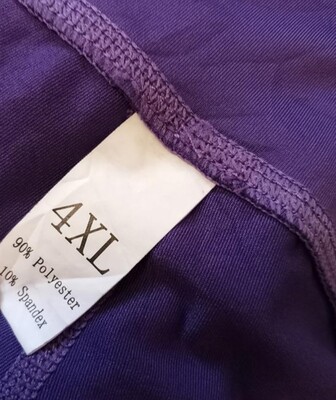 4XL
90% Polyester
10% Spandex